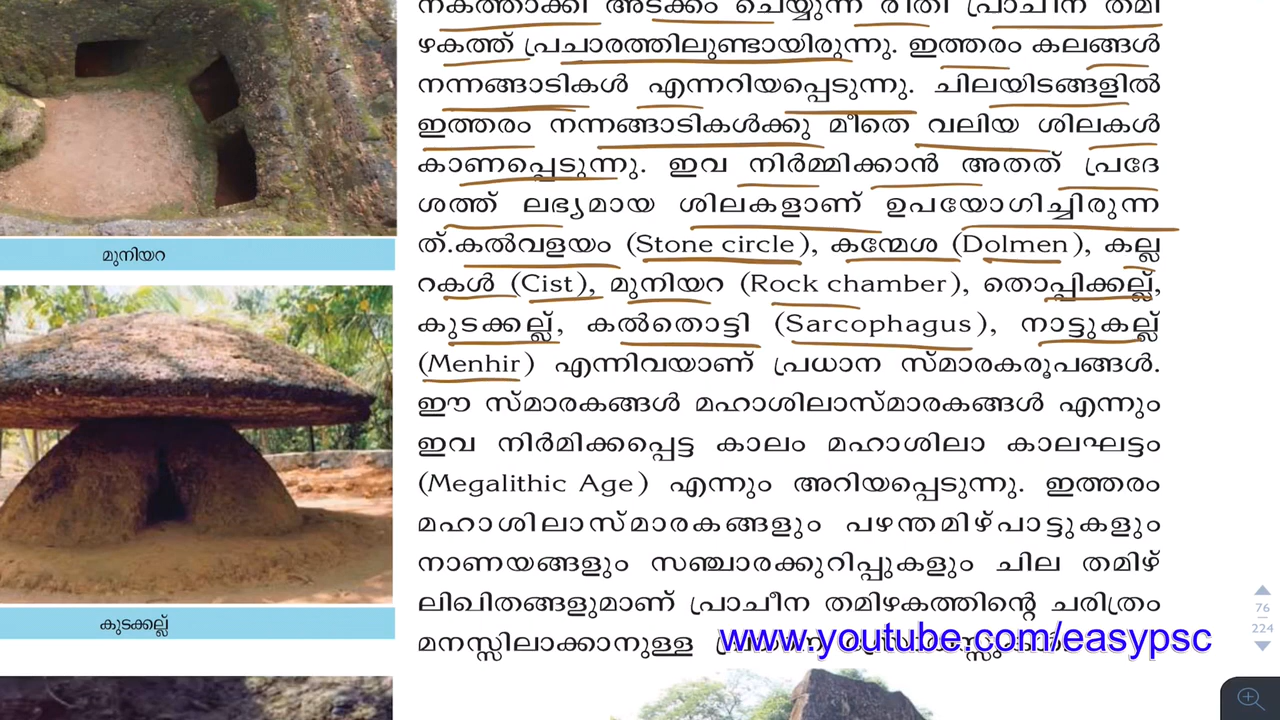 നകത്താക്കി അടക്കം ചെയ്യുന്ന രീതി പ്രാചീന തമി
ഴകത്ത് പ്രചാരത്തിലുണ്ടായിരുന്നു. ഇത്തരം കലങ്ങൾ
നന്നങ്ങാടികൾ എന്നറിയപ്പെടുന്നു. ചിലയിടങ്ങളിൽ
ഇത്തരം നന്നങ്ങാടികൾക്കു മീതെ വലിയ ശിലകൾ
കാണപ്പെടുന്നു. ഇവ നിർമ്മിക്കാൻ അതത് പ്രദേ
ശത്ത് ലഭ്യമായ ശിലകളാണ് ഉപയോഗിച്ചിരുന്ന
ത്.കൽവളയം (Stone circle), കന്മേശ (Dolmen), കല്ല
റകൾ (Cist), മുനിയറ (Rock chamber), തൊപ്പിക്കല്ല്,
കുടക്കല്ല്, കൽതൊട്ടി (Sarcophagus), നാട്ടുകല്ല്
(Menhir) എന്നിവയാണ് പ്രധാന സ്മാരകരൂപങ്ങൾ.
ഈ സ്മാരകങ്ങൾ മഹാശിലാസ്മാരകങ്ങൾ എന്നും
ഇവ നിർമിക്കപ്പെട്ട കാലം മഹാശിലാ കാലഘട്ടം
(Megalithic Age) എന്നും അറിയപ്പെടുന്നു. ഇത്തരം
മഹാശിലാസ്മാരകങ്ങളും പഴന്തമിഴ്പാട്ടുകളും
നാണയങ്ങളും സഞ്ചാരക്കുറിപ്പുകളും ചില തമിഴ്
ലിഖിതങ്ങളുമാണ് പ്രാചീന തമിഴകത്തിന്റെ ചരിത്രം
മനസ്സിലാക്കാനുള്ള
www.youtube.com/easypsc
മുനിയറ
കുടക്കല്ല്
76
224